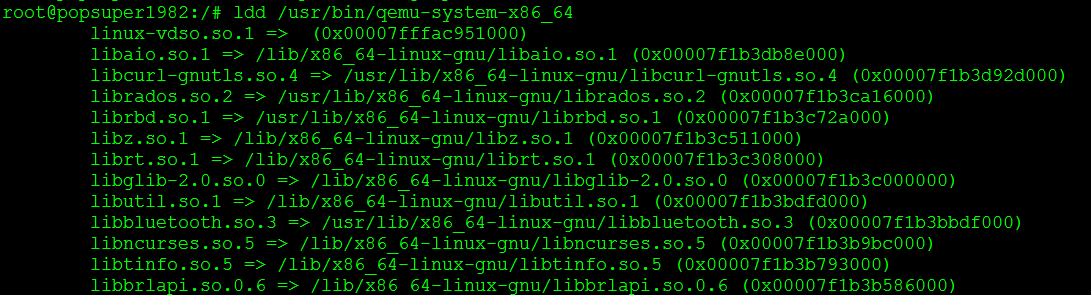 root@popsuper1982:/# ldd /usr/bin/qemu-system-x86_64
linux-vdso.so.1 =>  (0x00007fffac951000)
libaio.so.1 => /lib/x86_64-linux-gnu/libaio.so.1 (0x00007f1b3db8e000)
libcurl-gnutls.so.4 => /usr/lib/x86_64-linux-gnu/libcurl-gnutls.so.4 (0x00007f1b3d92d000)
librados.so.2 => /usr/lib/x86_64-linux-gnu/librados.so.2 (0x00007f1b3ca16000)
librbd.so.1 => /usr/lib/x86_64-linux-gnu/librbd.so.1 (0x00007f1b3c72a000)
libz.so.1 => /lib/x86_64-linux-gnu/libz.so.1 (0x00007f1b3c511000)
librt.so.1 => /lib/x86_64-linux-gnu/librt.so.1 (0x00007f1b3c308000)
libglib-2.0.so.0 => /lib/x86_64-linux-gnu/libglib-2.0.so.0 (0x00007f1b3c000000)
libutil.so.1 => /lib/x86_64-linux-gnu/libutil.so.1 (0x00007f1b3bdfd000)
libbluetooth.so.3 => /usr/lib/x86_64-linux-gnu/libbluetooth.so.3 (0x00007f1b3bbdf000)
libncurses.so.5 => /lib/x86_64-linux-gnu/libncurses.so.5 (0x00007f1b3b9bc000)
libtinfo.so.5 => /lib/x86_64-linux-gnu/libtinfo.so.5 (0x00007f1b3b793000)
libbrlapi.so.0.6 => /lib/x86_64-linux-gnu/libbrlapi.so.0.6 (0x00007f1b3b586000)